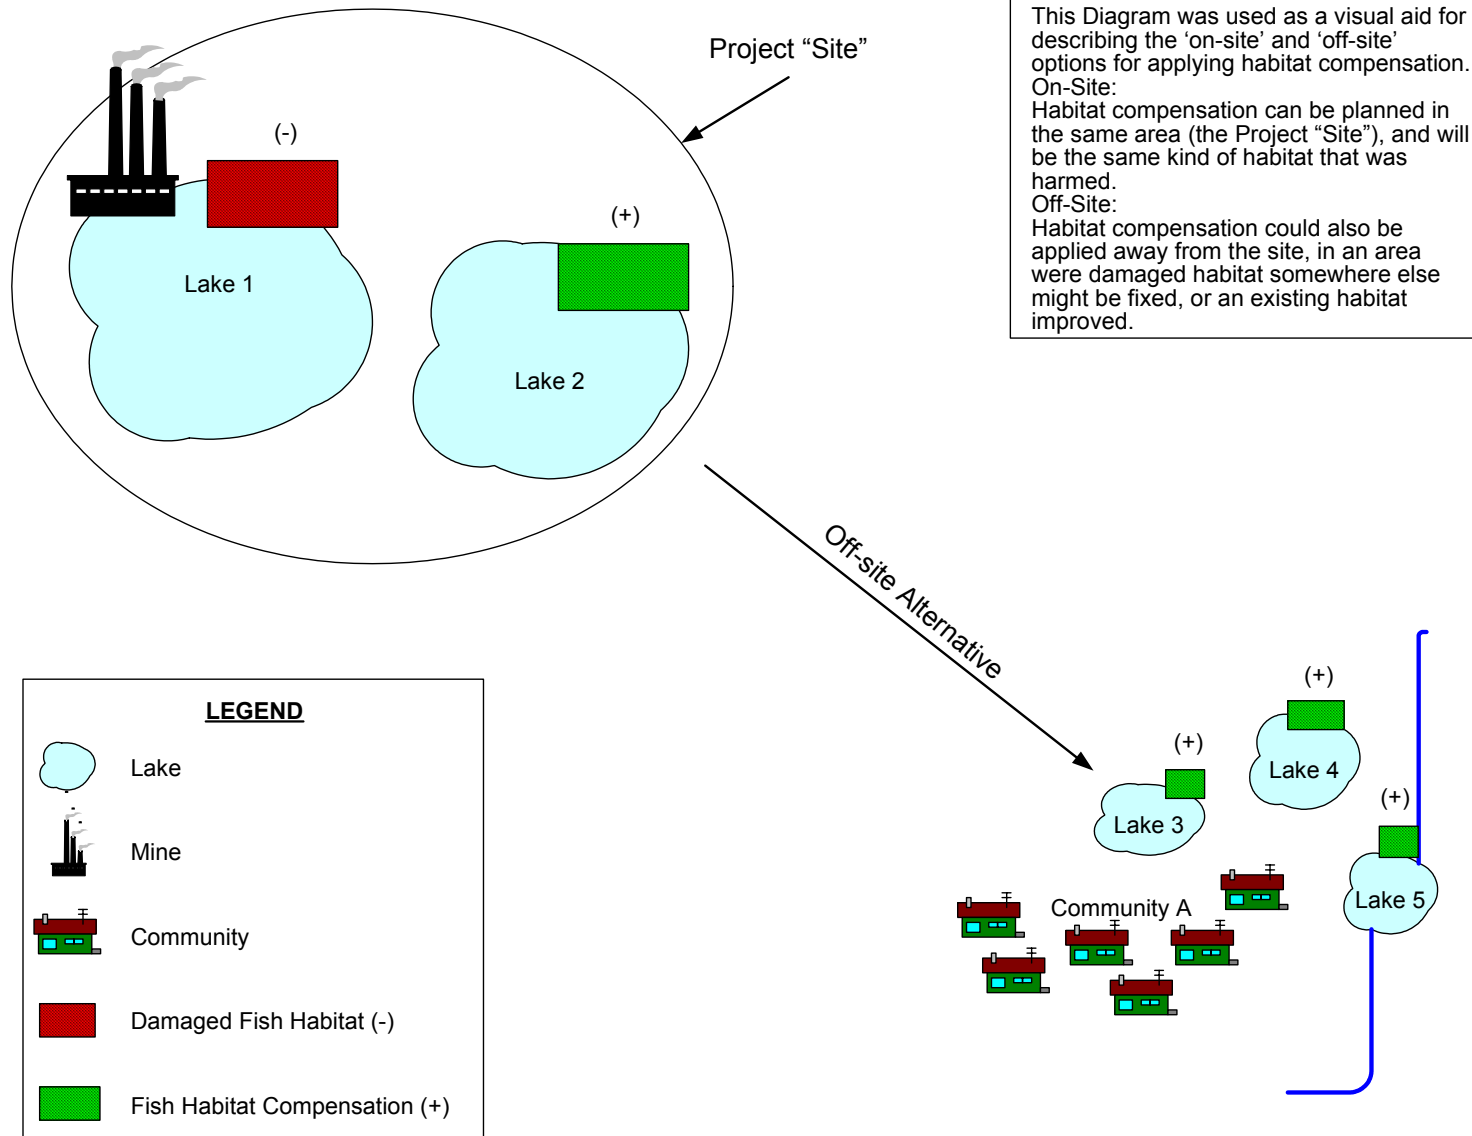 Project “Site”
(-)
(+)
Lake 1
Lake 2
This Diagram was used as a visual aid for
describing the ‘on-site’ and ‘off-site’
options for applying habitat compensation.
On-Site:
Habitat compensation can be planned in
the same area (the Project “Site”), and will
be the same kind of habitat that was
harmed.
Off-Site:
Habitat compensation could also be
applied away from the site, in an area
were damaged habitat somewhere else
might be fixed, or an existing habitat
improved.
Off-site Alternative
(+)
Lake 4
(+)
Lake 3
(+)
Lake 5
Community A
LEGEND
Lake
Mine
Community
Damaged Fish Habitat (-)
Fish Habitat Compensation (+)